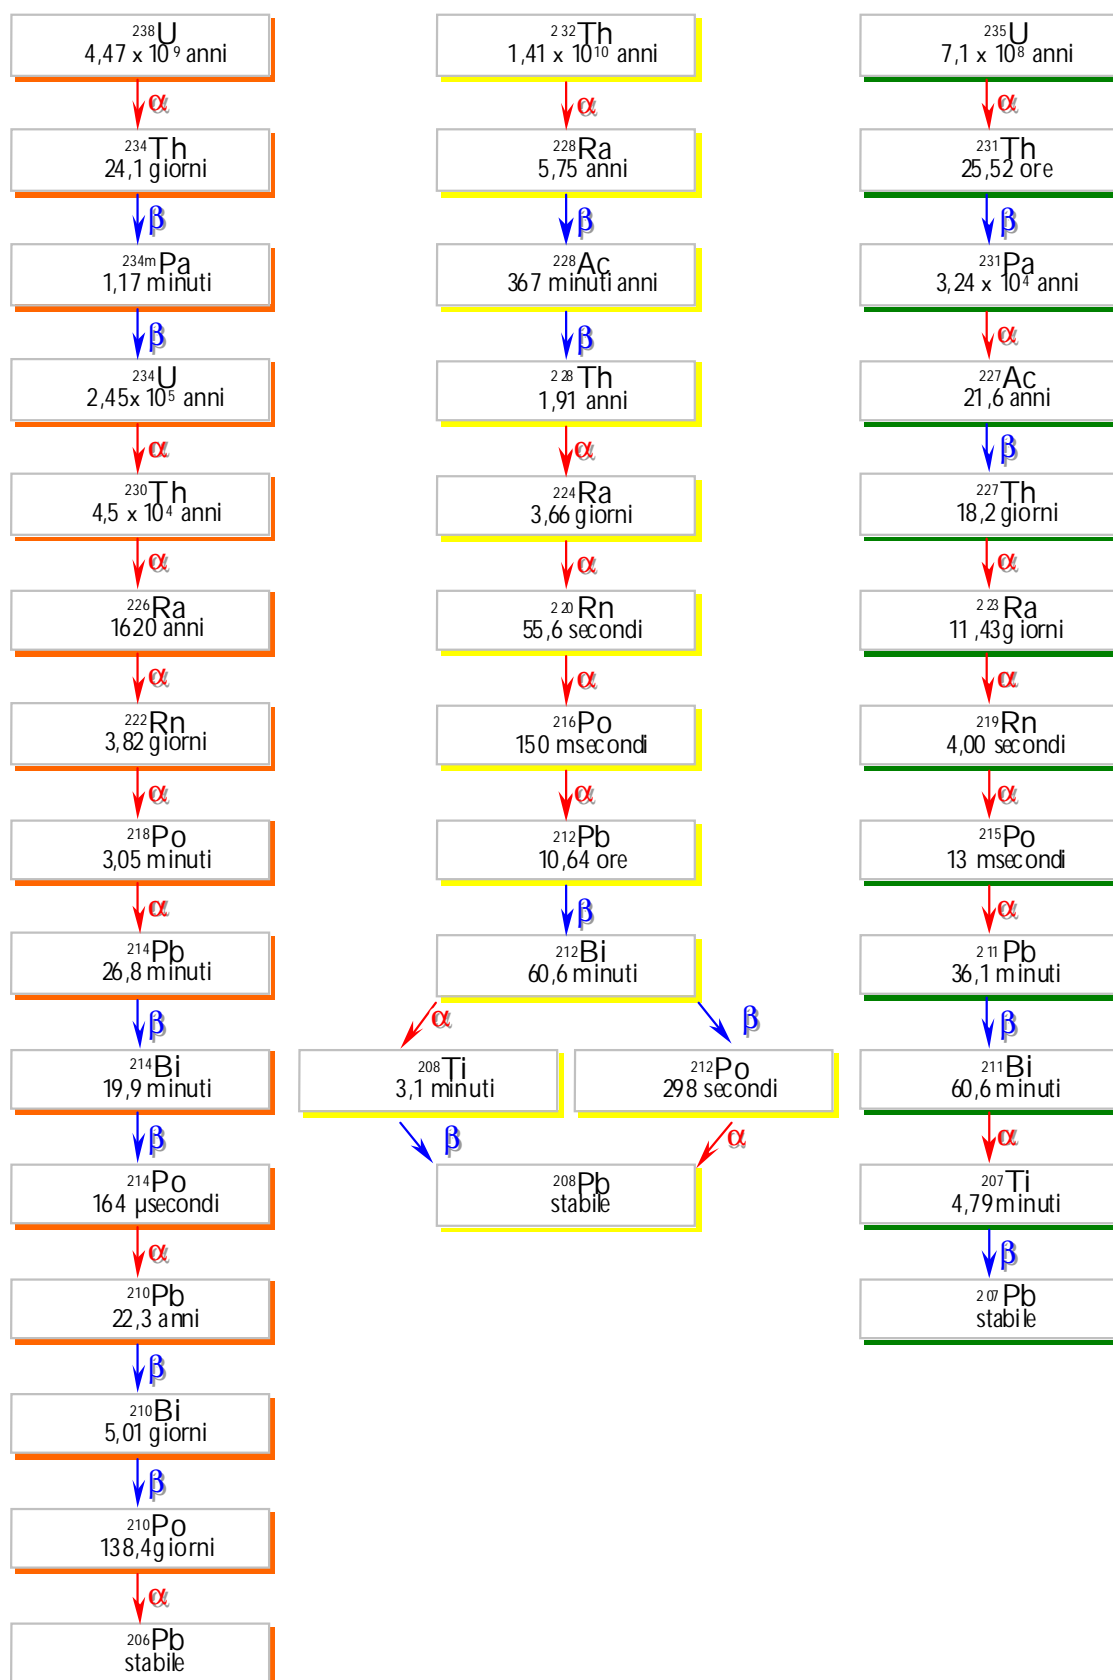 238U
4,47 x 10 9 anni
α
234Th
24,1 giorni
β
234mPa
1,17 minuti
β
234U
2,45x 105 anni
α
230Th
4,5 x 104 anni
α
226Ra
1620 anni
α
222Rn
3,82 giorni
α
218Po
3,05 minuti
α
214Pb
26,8 minuti
β
214Bi
19,9 minuti
β
214Po
164 µsecondi
α
210Pb
22,3 anni
β
210Bi
5,01 giorni
β
210Po
138,4giorni
α
206Pb
stabile
232Th
1,41 x 1010 anni
α
228Ra
5,75 anni
β
228Ac
367 minuti anni
β
228Th
1,91 anni
α
224Ra
3,66 giorni
α
220Rn
55,6 secondi
α
216Po
150 msecondi
α
212Pb
10,64 ore
β
212Bi
60,6 minuti
α
β
208Ti
3,1 minuti
212Po
298 secondi
β
α
208Pb
stabile
235U
7,1 x 108 anni
α
231Th
25,52 ore
β
231Pa
3,24 x 104 anni
α
227Ac
21,6 anni
β
227Th
18,2 giorni
α
223Ra
11,43giorni
α
219Rn
4,00 secondi
α
215Po
13 msecondi
α
211Pb
36,1 minuti
β
211Bi
60,6 minuti
α
207Ti
4,79 minuti
β
207Pb
stabile